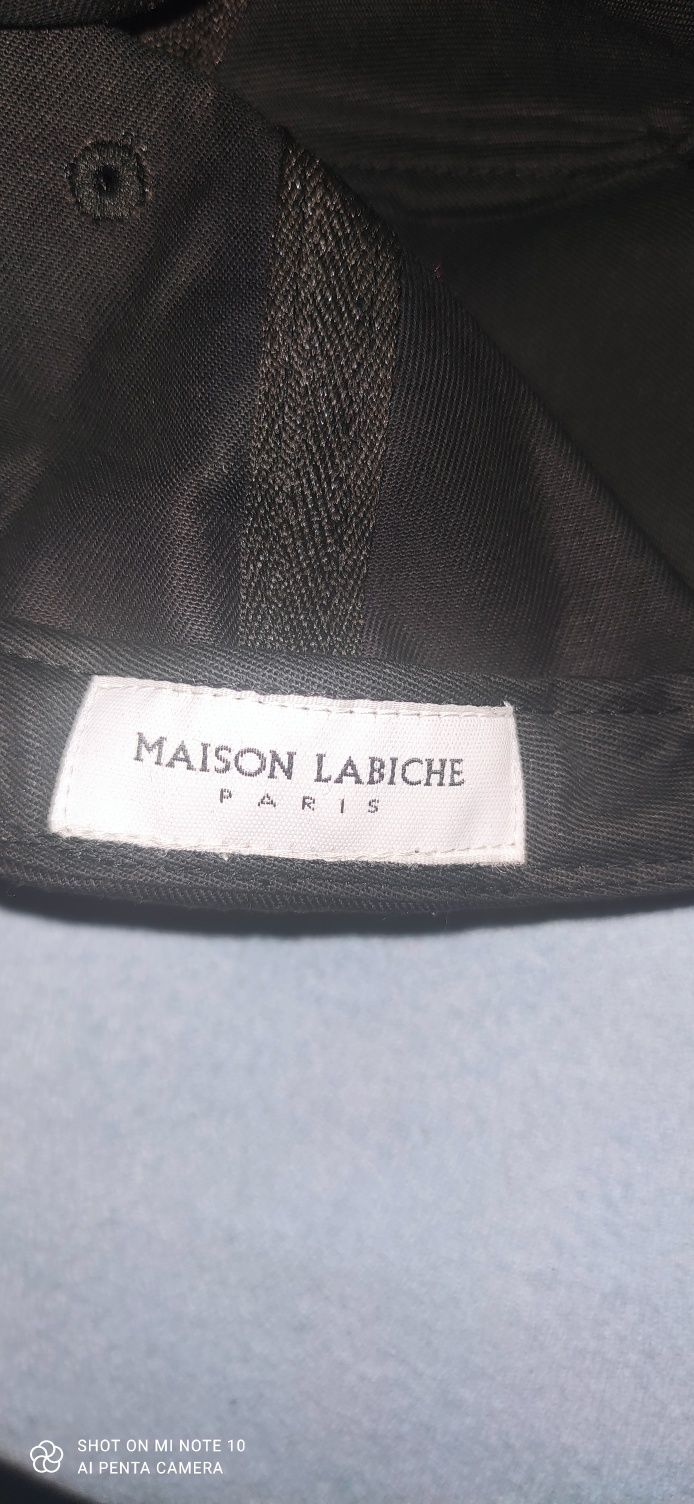 MAISON LABICHE
PARIS
SHOT ON MI NOTE 10
AI PENTA CAMERA